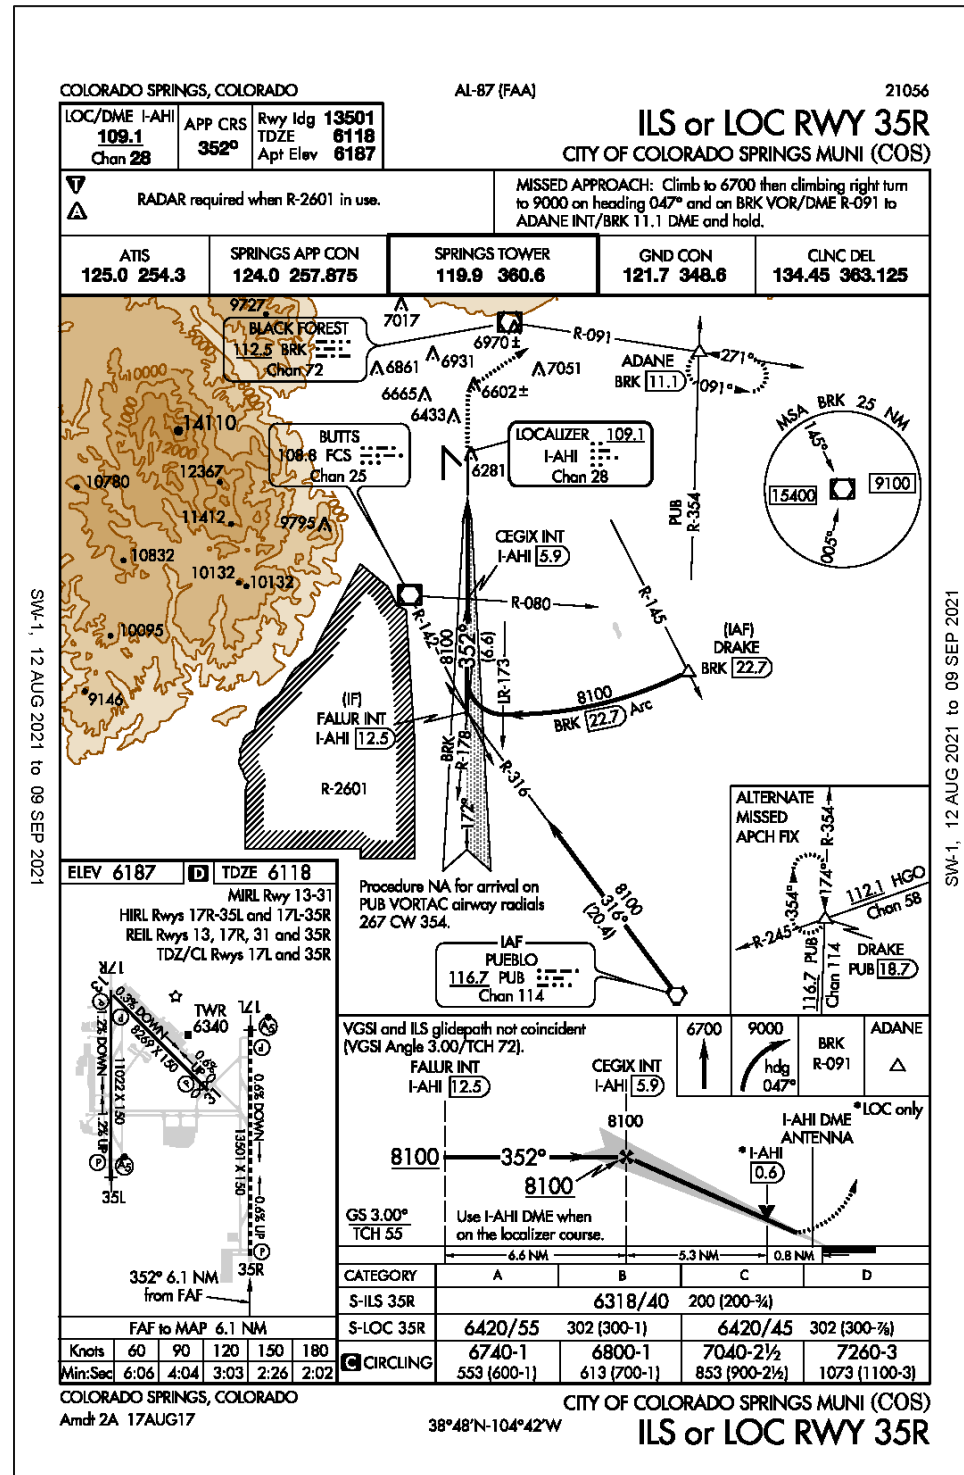 COLORADO SPRINGS, COLORADO
AL-87 (FAA)
21056
LOC/DME I-AHI
109.1
Chan 28
APP CRS
352°
Rwy ldg 13501
TDZE 6118
Apt Elev 6187
ILS or LOC RWY 35R
CITY OF COLORADO SPRINGS MUNI (COS)
T
A
RADAR required when R-2601 in use.
MISSED APPROACH: Climb to 6700 then climbing right turn
to 9000 on heading 047° and on BRK VOR/DME R-091 to
ADANE INT/BRK 11.1 DME and hold.
ATIS
125.0 254.3
SPRINGS APP CON
124.0 257.875
SPRINGS TOWER
119.9 360.6
GND CON
121.7 348.6
CLNC DEL
134.45 363.125
9727
7017
BLACK FOREST
112.5 BRK
Chan 72
6970±
R-091
6931
6861
7051
6665
6602±
6433
ADANE
BRK 11.1
271°
091°
MSA BRK 25 NM
145°
15400
9100
005°
10000
14110
12000
BUTTS
108.8 FCS
Chan 25
LOCALIZER 109.1
I-AHI
Chan 28
6281
12367
10780
11412
9795
PUB
R-354
10832
CEGIX INT
I-AHI 5.9
10132
10132
R-080
R-145
R-142
10095
8100
352°
(6.6)
LR-173
(IAF)
DRAKE
BRK 22.7
9146
(IF)
FALUR INT
I-AHI 12.5
8100
BRK 22.7 Arc
BRK
R-178
R-316
R-2601
172°
8100
316°
(20.4)
ALTERNATE
MISSED
APCH FIX
R-354
174°
354°
112.1 HGO
Chan 58
R-245
DRAKE
PUB 18.7
116.7 PUB
Chan 114
Procedure NA for arrival on
PUB VORTAC airway radials
267 CW 354.
IAF
PUEBLO
116.7 PUB
Chan 114
ELEV 6187
D
TDZE 6118
MIRL Rwy 13-31
HIRL Rwys 17R-35L and 17L-35R
REIL Rwys 13, 17R, 31 and 35R
TDZ/CL Rwys 17L and 35R
17R
13
0.3% DOWN
8269 X 150
0.6% UP
31
TWR
6340
17L
1.2% DOWN
11022 X 150
1.2% UP
0.6% DOWN
13501 X 150
0.6% UP
P
P
P
P
P
P
A5
A5
35L
35R
352° 6.1 NM
from FAF
FAF to MAP 6.1 NM
Knots 60 90 120 150 180
Min:Sec 6:06 4:04 3:03 2:26 2:02
VGSI and ILS glidepath not coincident
(VGSI Angle 3.00/TCH 72).
6700
9000
hdg
047°
BRK
R-091
ADANE
FALUR INT
I-AHI 12.5
CEGIX INT
I-AHI 5.9
*LOC only
I-AHI DME
ANTENNA
8100
*I-AHI
0.6
8100
352°
8100
GS 3.00°
TCH 55
Use I-AHI DME when
on the localizer course.
6.6 NM
5.3 NM
0.8 NM
CATEGORY A B C D
S-ILS 35R 6318/40 200 (200-¾)
S-LOC 35R 6420/55 302 (300-1) 6420/45 302 (300-⅞)
C CIRCLING
6740-1
553 (600-1)
6800-1
613 (700-1)
7040-2½
853 (900-2½)
7260-3
1073 (1100-3)
COLORADO SPRINGS, COLORADO
Amdt 2A 17AUG17
38°48'N-104°42'W
CITY OF COLORADO SPRINGS MUNI (COS)
ILS or LOC RWY 35R
SW-1, 12 AUG 2021 to 09 SEP 2021
SW-1, 12 AUG 2021 to 09 SEP 2021